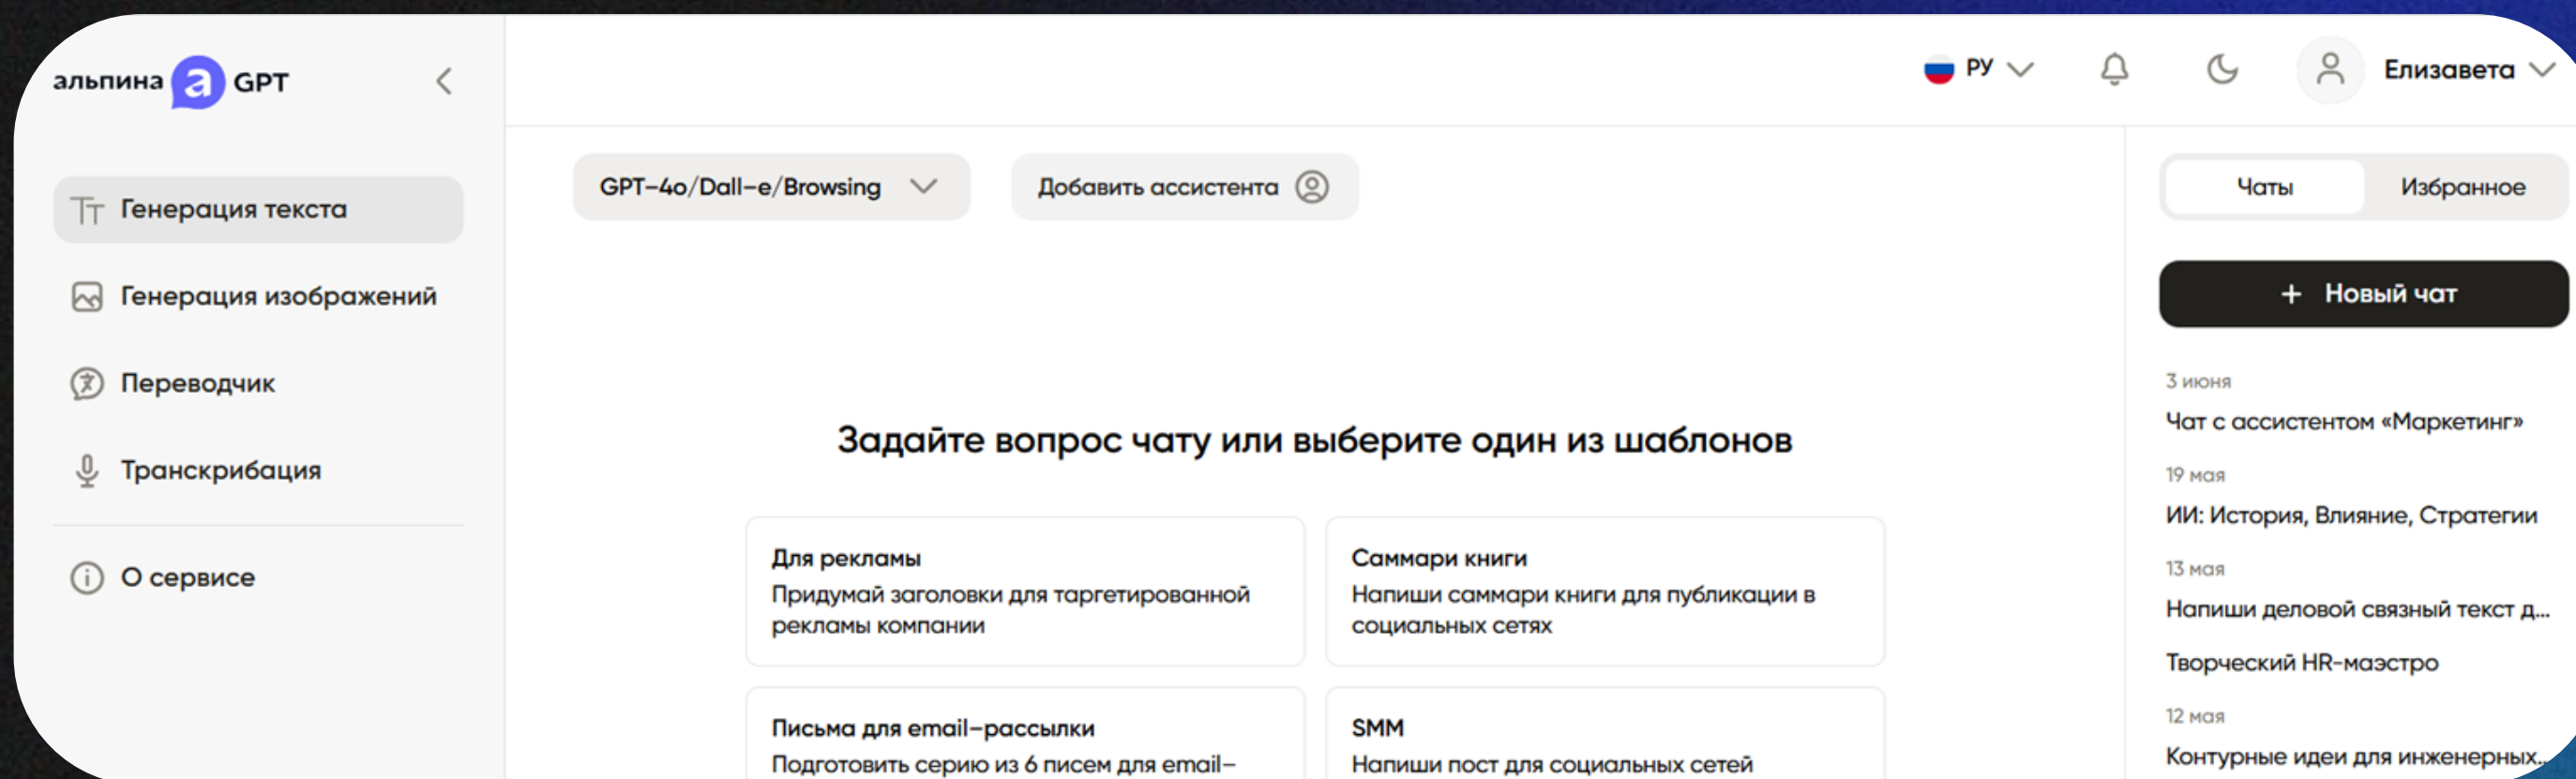 альпина a GPT
Генерация текста
Генерация изображений
Переводчик
Транскрибация
О сервисе
РУ
Елизавета
GPT-4o/Dall-e/Browsing
Добавить ассистента
Задайте вопрос чату или выберите один из шаблонов
Для рекламы
Придумай заголовки для таргетированной
рекламы компании
Саммари книги
Напиши саммари книги для публикации в
социальных сетях
Письма для email-рассылки
Подготовить серию из 6 писем для email-
SMM
Напиши пост для социальных сетей
Чаты
Избранное
+ Новый чат
3 июня
Чат с ассистентом «Маркетинг»
19 мая
ИИ: История, Влияние, Стратегии
13 мая
Напиши деловой связный текст д...
Творческий HR-маэстро
12 мая
Контурные идеи для инженерных...